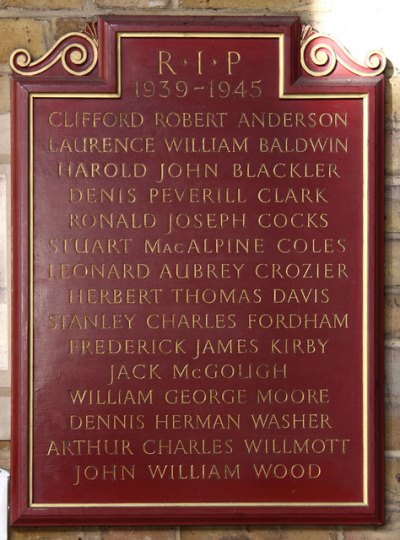 R·I·P
1939~1945
CLIFFORD ROBERT ANDERSON
LAURENCE WILLIAM BALDWIN
HAROLD JOHN BLACKLER
DENIS PEVERILL CLARK
RONALD JOSEPH COCKS
STUART MacALPINE COLES
LEONARD AUBREY CROZIER
HERBERT THOMAS DAVIS
STANLEY CHARLES FORDHAM
FREDERICK JAMES KIRBY
JACK McGOUGH
WILLIAM GEORGE MOORE
DENNIS HERMAN WASHER
ARTHUR CHARLES WILLMOTT
JOHN WILLIAM WOOD